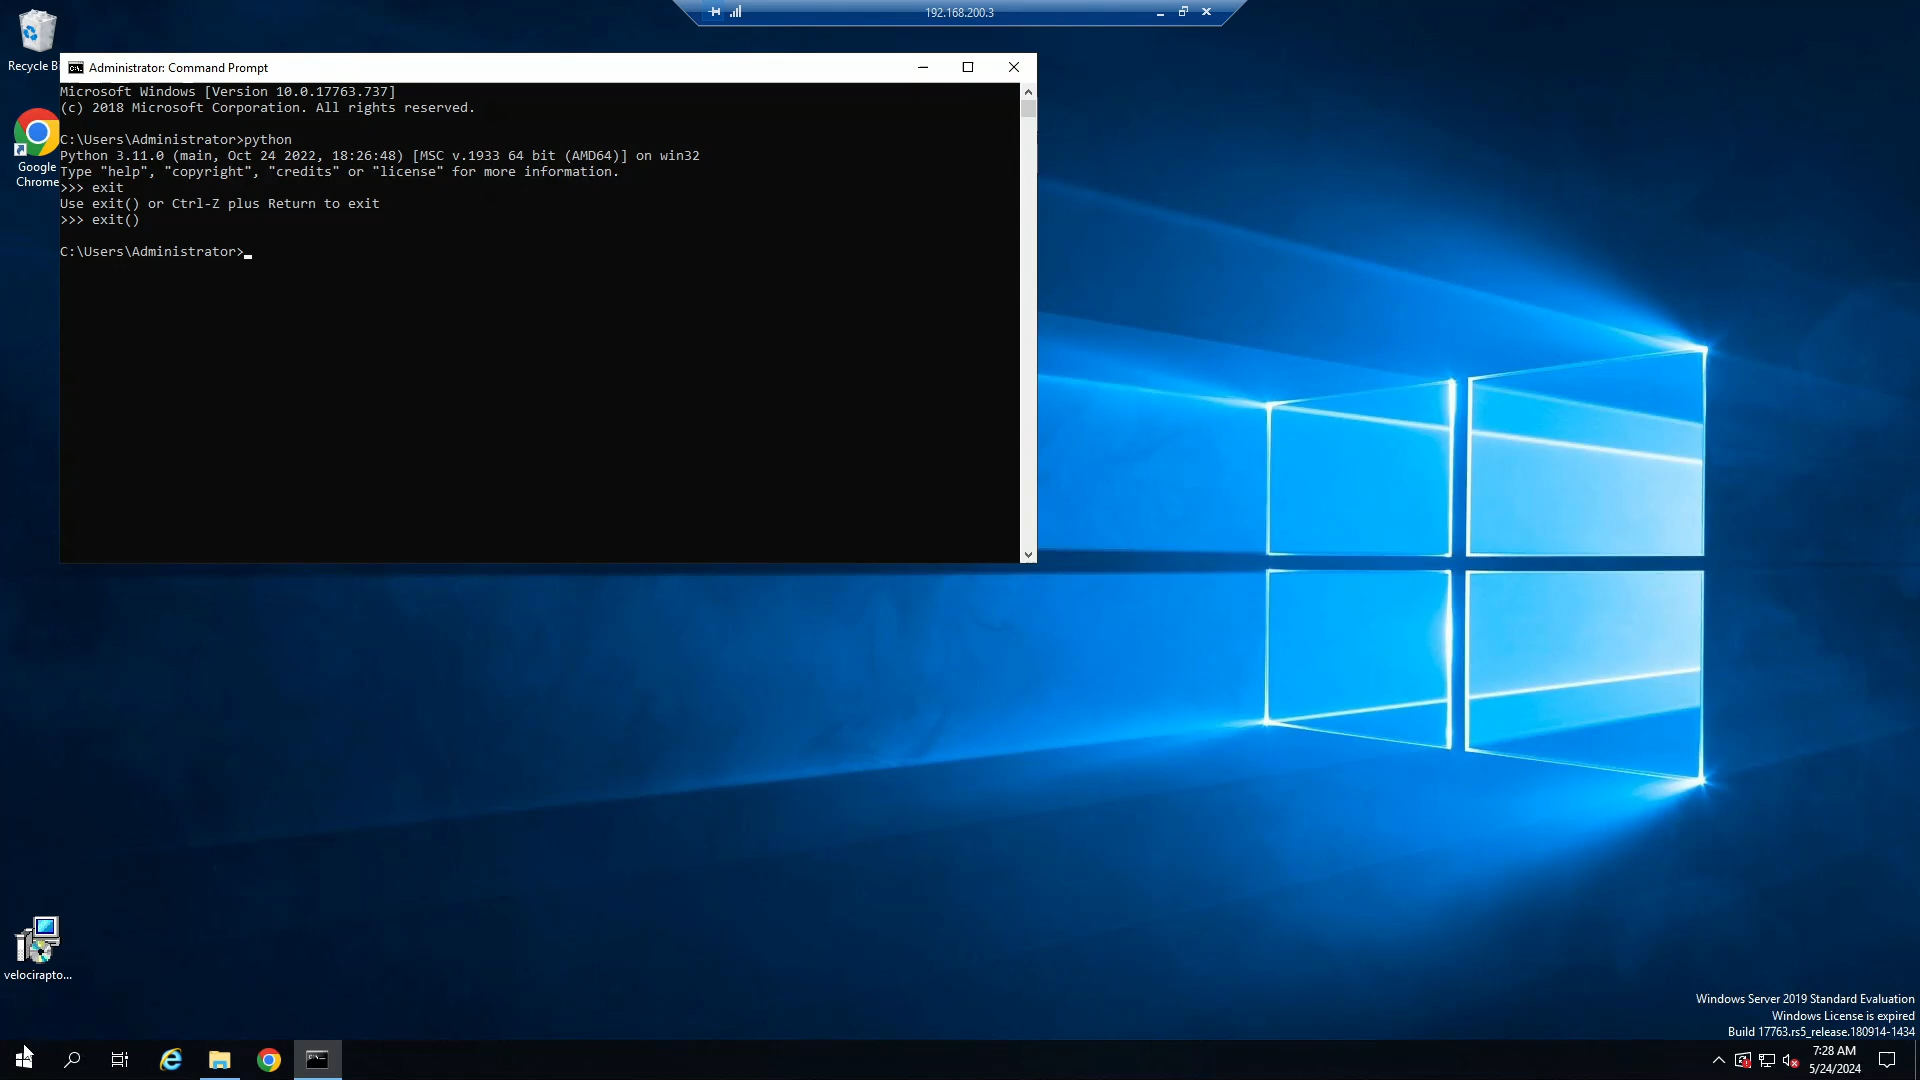 192.168.200.3
Recycle Bi
Administrator: Command Prompt
Microsoft Windows [Version 10.0.17763.737]
(c) 2018 Microsoft Corporation. All rights reserved.
C:\Users\Administrator>python
Python 3.11.0 (main, Oct 24 2022, 18:26:48) [MSC v.1933 64 bit (AMD64)] on win32
Type "help", "copyright", "credits" or "license" for more information.
>>> exit
Use exit() or Ctrl-Z plus Return to exit
>>> exit()
C:\Users\Administrator>
Google
Chrome
velocirapto...
Windows Server 2019 Standard Evaluation
Windows License is expired
Build 17763.rs5_release.180914-1434
7:28 AM
5/24/2024